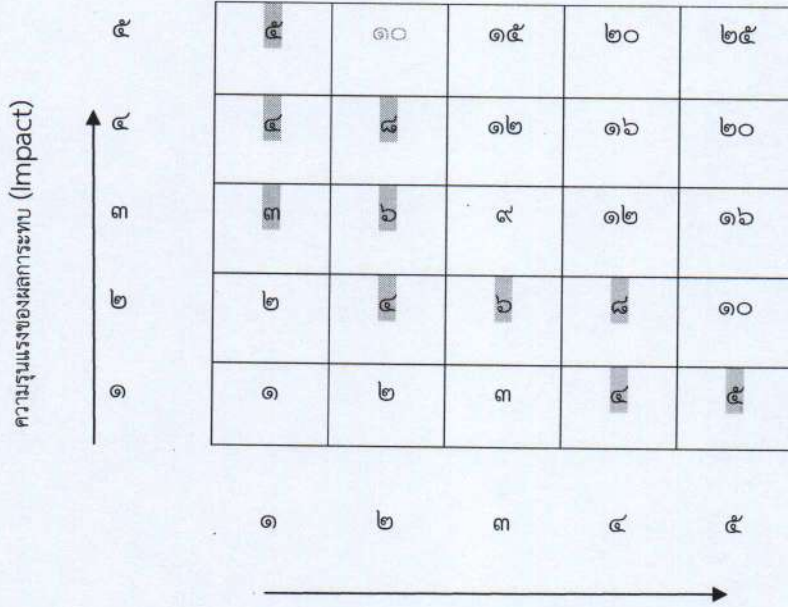 ความรุนแรงของผลการะทบ (Impact)
๕ ๕ ๑๐ ๑๕ ๒๐ ๒๕
๔ ๔ ๘ ๑๒ ๑๖ ๒๐
๓ ๓ ๖ ๙ ๑๒ ๑๖
๒ ๒ ๔ ๖ ๘ ๑๐
๑ ๑ ๒ ๓ ๔ ๕
๑ ๒ ๓ ๔ ๕